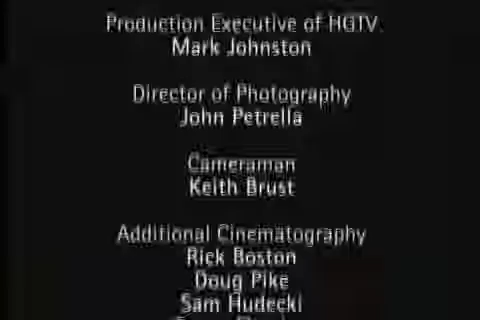 Production Executive of HGTV.
Mark Johnston
Director of Photography
John Petrella
Cameraman
Keith Brust
Additional Cinematography
Rick Boston
Doug Pike
Sam Hudecki